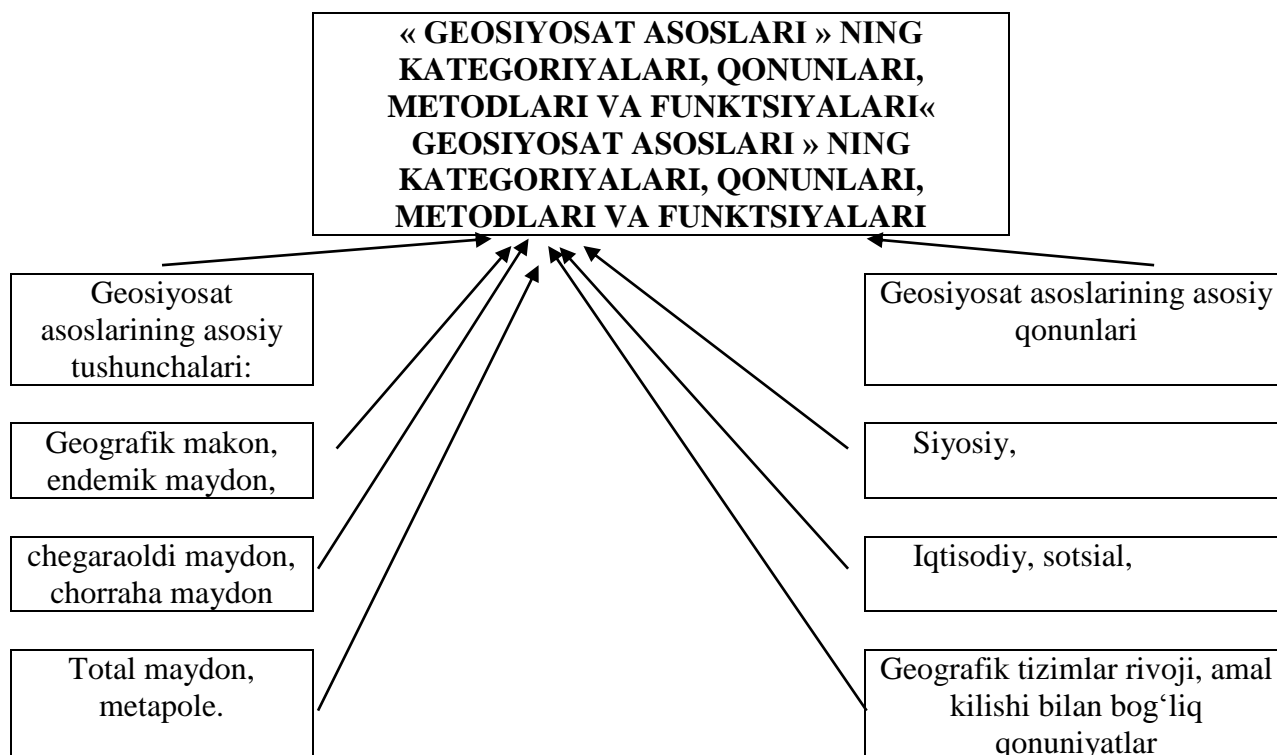 « GEOSIYOSAT ASOSLARI » NING
KATEGORIYALARI, QONUNLARI,
METODLARI VA FUNKTSIYALARI«
GEOSIYOSAT ASOSLARI » NING
KATEGORIYALARI, QONUNLARI,
METODLARI VA FUNKTSIYALARI
Geosiyosat
asoslarining asosiy
tushunchalari:
Geografik makon,
endemik maydon,
chegaraoldi maydon,
chorraha maydon
Total maydon,
metapole.
Geosiyosat asoslarining asosiy
qonunlari
Siyosiy,
Iqtisodiy, sotsial,
Geografik tizimlar rivoji, amal
kilishi bilan bog‘liq
qonuniyatlar